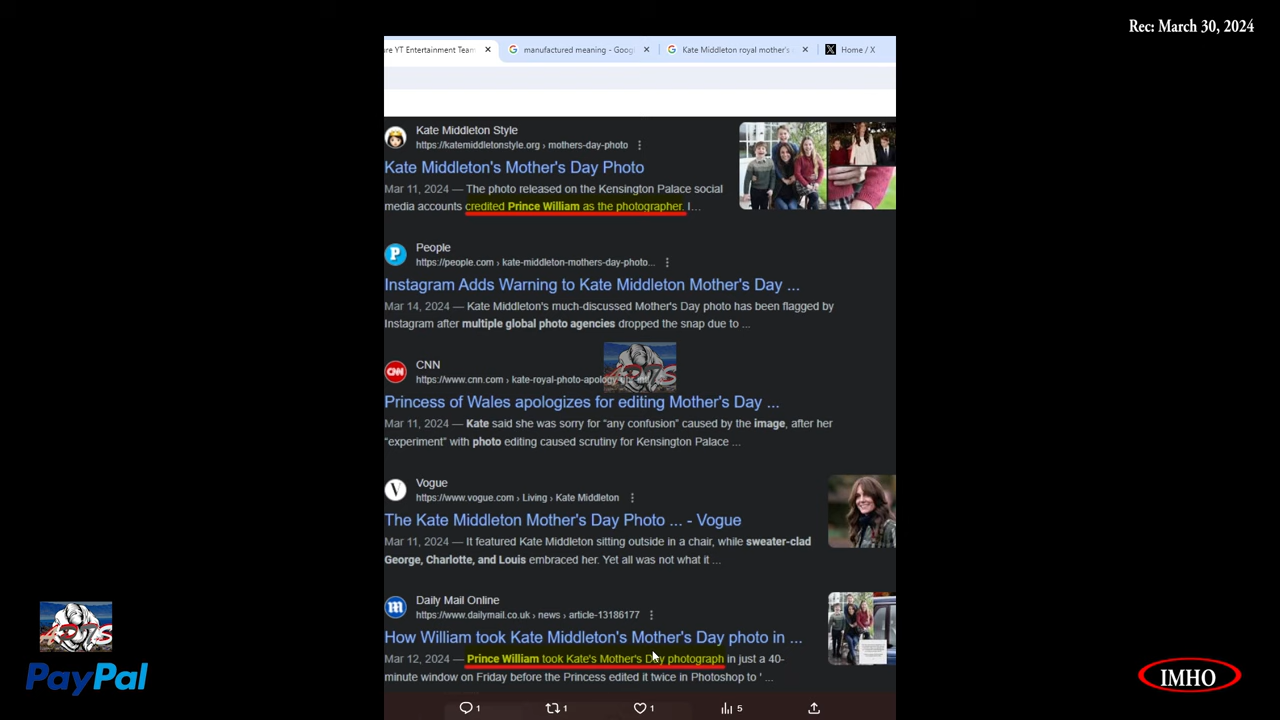 Rec: March 30, 2024
re YT Entertainment Team
manufactured meaning - Goog
Kate Middleton royal mother's
Home / X
Kate Middleton Style
https://katemiddletonstyle.org › mothers-day-photo
Kate Middleton's Mother's Day Photo
Mar 11, 2024 — The photo released on the Kensington Palace social
media accounts credited Prince William as the photographer. I...
People
https://people.com › kate-middleton-mothers-day-photo...
Instagram Adds Warning to Kate Middleton Mother's Day ...
Mar 14, 2024 — Kate Middleton's much-discussed Mother's Day photo has been flagged by
Instagram after multiple global photo agencies dropped the snap due to ...
CNN
https://www.cnn.com › kate-royal-photo-apology
Princess of Wales apologizes for editing Mother's Day ...
Mar 11, 2024 — Kate said she was sorry for “any confusion” caused by the image, after her
“experiment” with photo editing caused scrutiny for Kensington Palace ...
Vogue
https://www.vogue.com › Living › Kate Middleton
The Kate Middleton Mother's Day Photo ... - Vogue
Mar 11, 2024 — It featured Kate Middleton sitting outside in a chair, while sweater-clad
George, Charlotte, and Louis embraced her. Yet all was not what it ...
Daily Mail Online
https://www.dailymail.co.uk › news › article-13186177
How William took Kate Middleton's Mother's Day photo in ...
Mar 12, 2024 — Prince William took Kate's Mother's Day photograph in just a 40-
minute window on Friday before the Princess edited it twice in Photoshop to ' ...
1 1 1 5
PayPal
IMHO